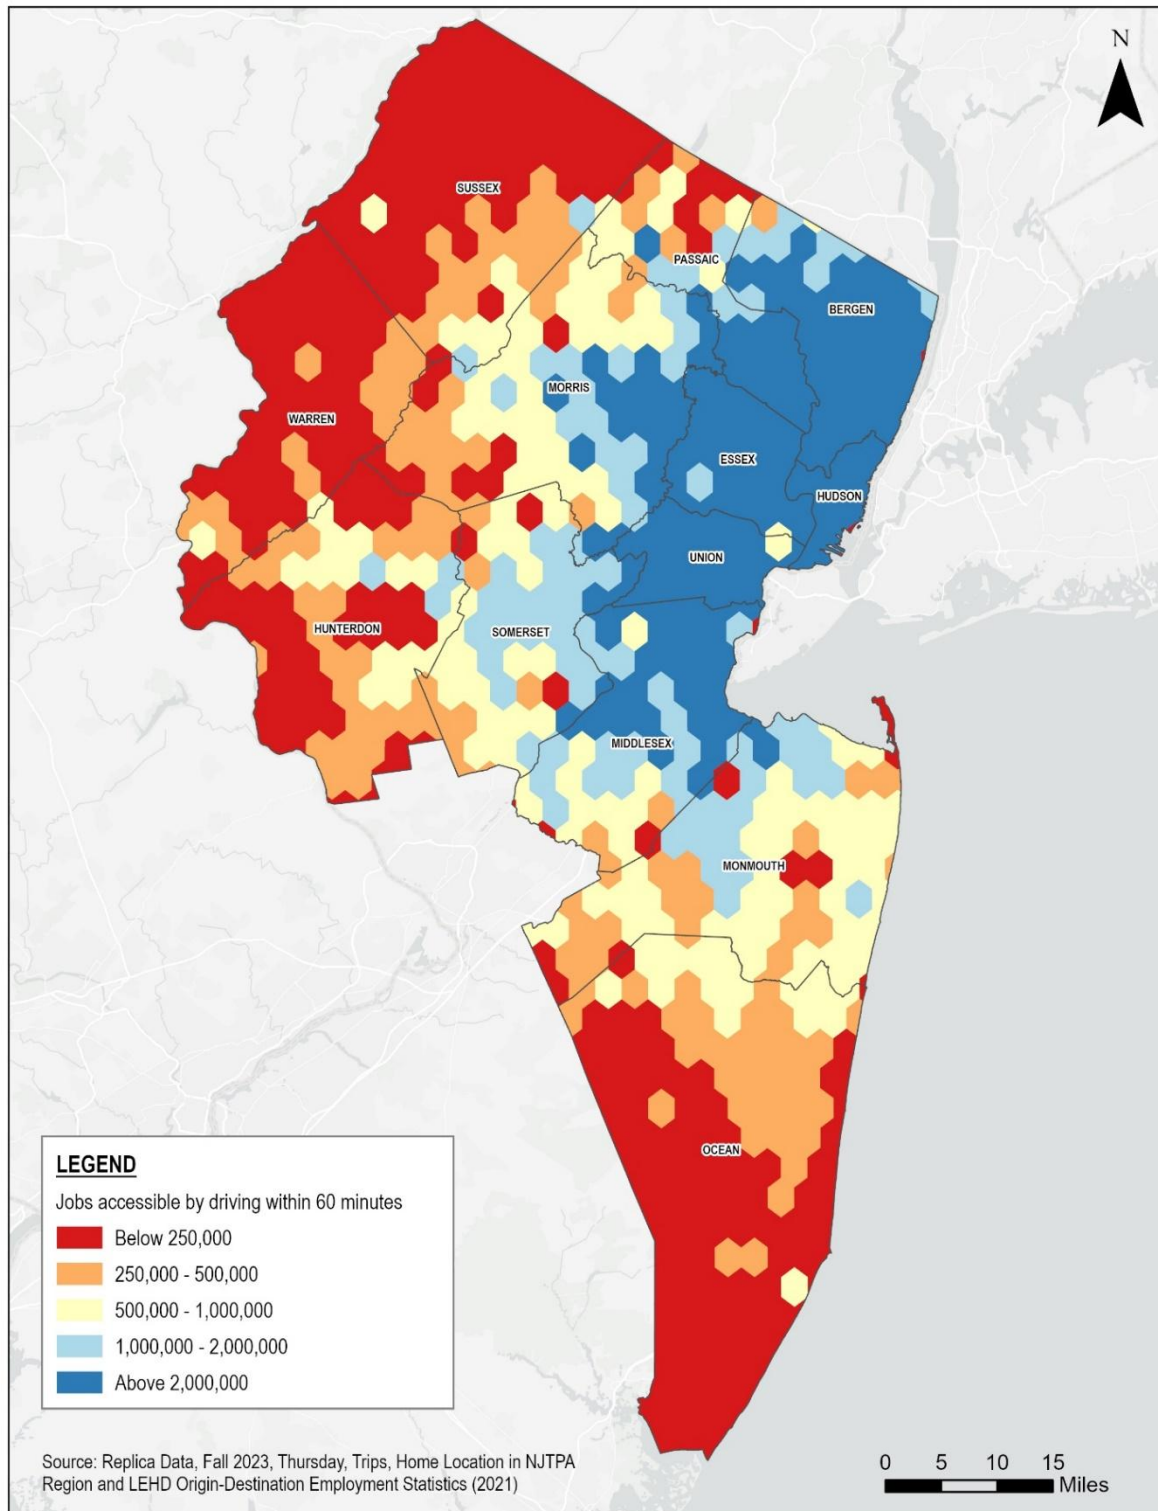 N
SUSSEX
PASSAIC
BERGEN
MORRIS
WARREN
ESSEX
HUDSON
UNION
HUNTERDON
SOMERSET
MIDDLESEX
MONMOUTH
OCEAN
LEGEND
Jobs accessible by driving within 60 minutes
Below 250,000
250,000 - 500,000
500,000 - 1,000,000
1,000,000 - 2,000,000
Above 2,000,000
Source: Replica Data, Fall 2023, Thursday, Trips, Home Location in NJTPA
Region and LEHD Origin-Destination Employment Statistics (2021)
0 5 10 15
Miles